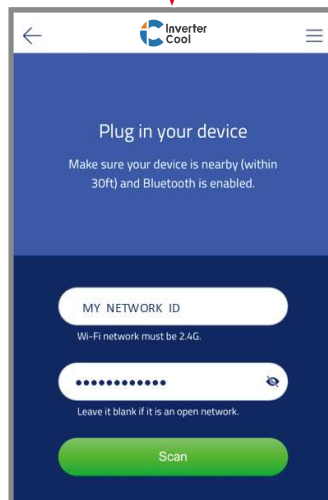 Inverter
Cool
Plug in your device
Make sure your device is nearby (within
30ft) and Bluetooth is enabled.
MY NETWORK ID
Wi-Fi network must be 2.4G.
●●●●●●●●●●●●
Leave it blank if it is an open network.
Scan